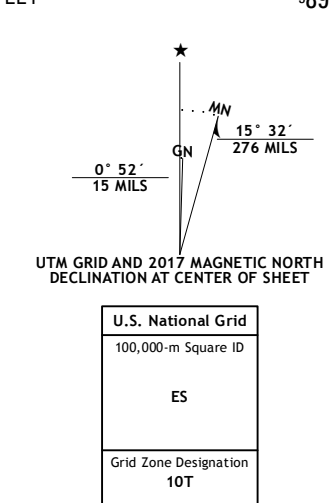 ★
MN
15° 32´
276 MILS
GN
0° 52´
15 MILS
UTM GRID AND 2017 MAGNETIC NORTH
DECLINATION AT CENTER OF SHEET
U.S. National Grid
100,000-m Square ID
ES
Grid Zone Designation
10T